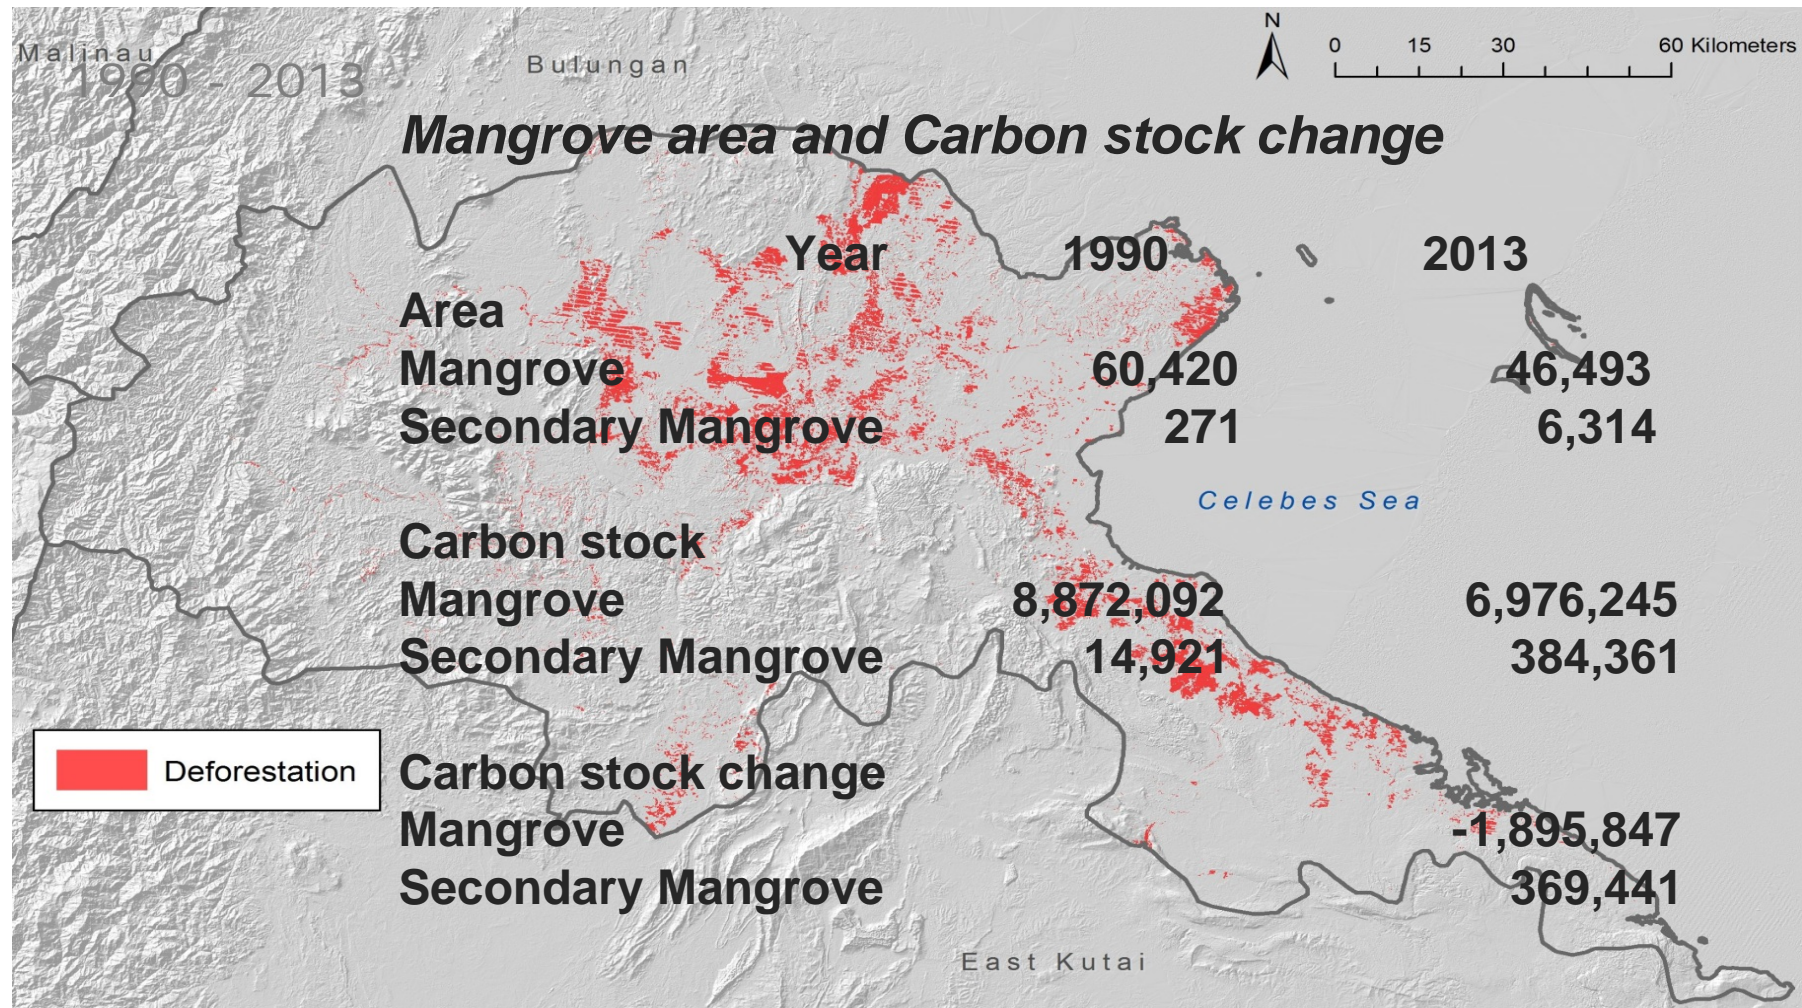 Malinau
1990 - 2013
Bulungan
N
0 15 30 60 Kilometers
Mangrove area and Carbon stock change
Year 1990 2013
Area
Mangrove 60,420 46,493
Secondary Mangrove 271 6,314
Celebes Sea
Carbon stock
Mangrove 8,872,092 6,976,245
Secondary Mangrove 14,921 384,361
Deforestation
Carbon stock change
Mangrove -1,895,847
Secondary Mangrove 369,441
East Kutai